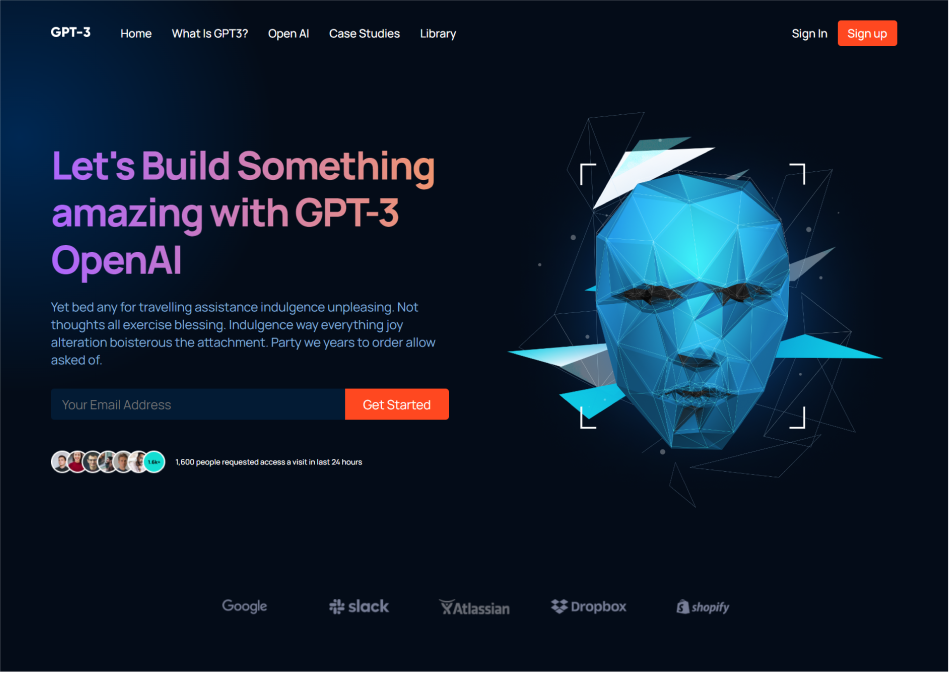 GPT-3
Home
What Is GPT3?
Open AI
Case Studies
Library
Sign In
Sign up
Let's Build Something
amazing with GPT-3
OpenAI
Yet bed any for travelling assistance indulgence unpleasing. Not
thoughts all exercise blessing. Indulgence way everything joy
alteration boisterous the attachment. Party we years to order allow
asked of.
Your Email Address
Get Started
1,600 people requested access a visit in last 24 hours
Google
slack
Atlassian
Dropbox
shopify